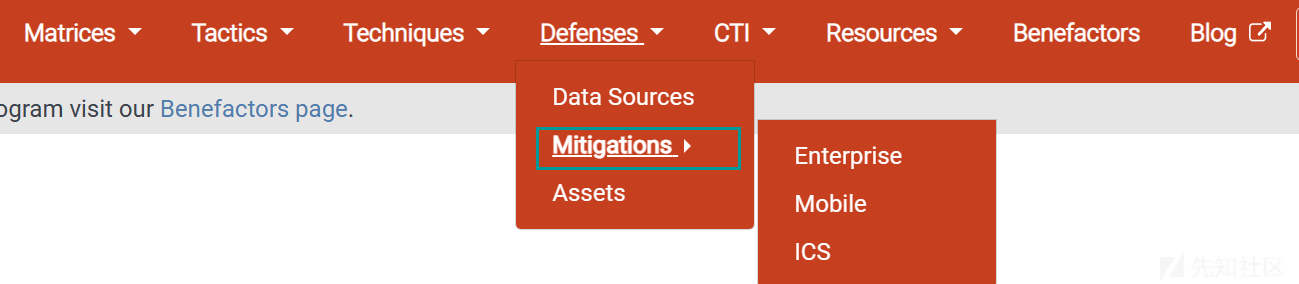 Matrices Tactics Techniques Defenses CTI Resources Benefactors Blog
ogram visit our Benefactors page.
Data Sources
Mitigations
Assets
Enterprise
Mobile
ICS
先知社区